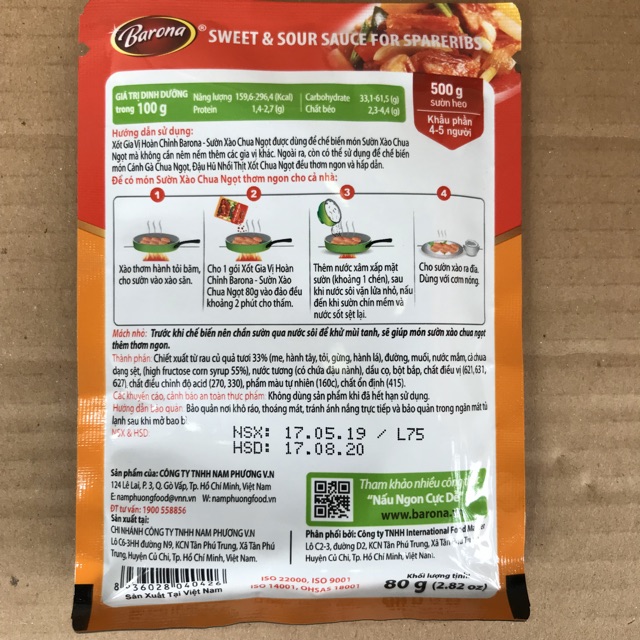 Barona ® SWEET & SOUR SAUCE FOR SPARERIBS
GIÁ TRỊ DINH DƯỠNG
trong 100 g
Năng lượng 159,6-296,4 (Kcal)
Protein 1,4-2,7 (g)
Carbohydrate 33,1-61,5 (g)
Chất béo 2,3-4,4 (g)
500 g
sườn heo
Khẩu phần
4-5 người
Hướng dẫn sử dụng:
Xốt Gia Vị Hoàn Chỉnh Barona - Sườn Xào Chua Ngọt được dùng để chế biến món Sườn Xào Chua
Ngọt mà không cần nêm nếm thêm các gia vị khác. Ngoài ra, còn có thể sử dụng để chế biến
món Cánh Gà Chua Ngọt, Đậu Hũ Nhồi Thịt Xốt Chua Ngọt đều thơm ngon và hấp dẫn.
Để có món Sườn Xào Chua Ngọt thơm ngon cho cả nhà:
1
2
3
4
Xào thơm hành tỏi băm,
cho sườn vào xào săn.
Cho 1 gói Xốt Gia Vị Hoàn
Chỉnh Barona - Sườn Xào
Chua Ngọt 80g vào đảo đều
khoảng 2 phút cho thấm.
Thêm nước xâm xấp mặt
sườn (khoảng 1 chén), sau
khi nước sôi vặn lửa nhỏ, nấu
đến khi sườn chín mềm và
nước sốt sệt lại.
Cho sườn xào ra đĩa.
Dùng với cơm nóng.
Mách nhỏ: Trước khi chế biến nên chần sườn qua nước sôi để khử mùi tanh, sẽ giúp món sườn xào chua ngọt
thêm thơm ngon.
Thành phần: Chiết xuất từ rau củ quả tươi 33% (me, hành tây, tỏi, gừng, hành lá), đường, muối, nước mắm, cà chua
dạng sệt, (high fructose corn syrup 55%), nước tương (có chứa đậu nành), dầu cọ, bột bắp, chất điều vị (621,631,
627), chất điều chỉnh độ acid (270, 330), phẩm màu tự nhiên (160c), chất ổn định (415).
Các khuyến cáo, cảnh báo an toàn thực phẩm: Không dùng sản phẩm khi đã hết hạn sử dụng.
Hướng dẫn bảo quản: Bảo quản nơi khô ráo, thoáng mát, tránh ánh nắng trực tiếp và bảo quản trong ngăn mát tủ
lạnh sau khi mở bao bì.
NSX & HSD:
NSX: 17.05.19 / L75
HSD: 17.08.20
Sản phẩm của: CÔNG TY TNHH NAM PHƯƠNG V.N
124 Lê Lai, P. 3, Q. Gò Vấp, Tp. Hồ Chí Minh, Việt Nam
E: namphuongfood@vnn.vn W: namphuongfood.vn
ĐT tư vấn: 1900 558856
Sản xuất tại:
CHI NHÁNH CÔNG TY TNHH NAM PHƯƠNG V.N
Lô C6-3HH đường N9, KCN Tân Phú Trung, Xã Tân Phú
Trung, Huyện Củ Chi, Tp. Hồ Chí Minh, Việt Nam.
Tham khảo nhiều công
"Nấu Ngon Cực Dễ
www.barona.
Phân phối bởi: Công ty TNHH International Food
Lô C2-3, đường D2, KCN Tân Phú Trung, Xã Tân Phú
Huyện Củ Chi, Tp. Hồ Chí Minh, Việt
8 936028 040426
Sản Xuất Tại Việt Nam
ISO 22000, ISO 9001
ISO 14001, OHSAS 18001
Khối lượng tịnh:
80 g (2.82 oz)